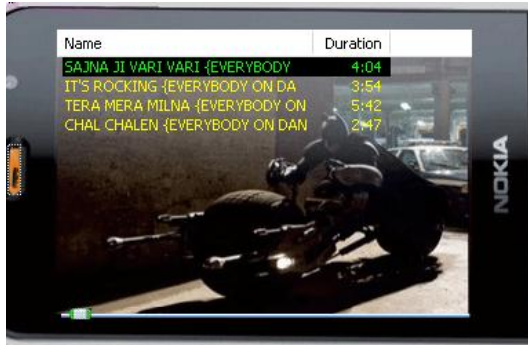 Name Duration
SAJNA JI VARI VARI {EVERYBODY 4:04
IT'S ROCKING {EVERYBODY ON DA 3:54
TERA MERA MILNA {EVERYBODY ON 5:42
CHAL CHALEN {EVERYBODY ON DAN 2:47
NOKIA